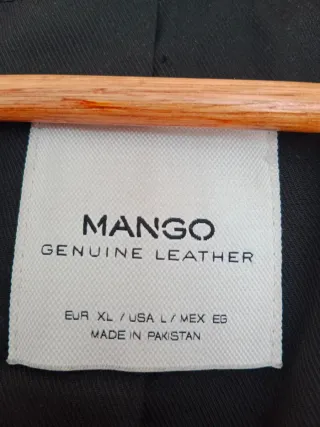 MANGO
GENUINE LEATHER
EUR XL / USA L / MEX EG
MADE IN PAKISTAN